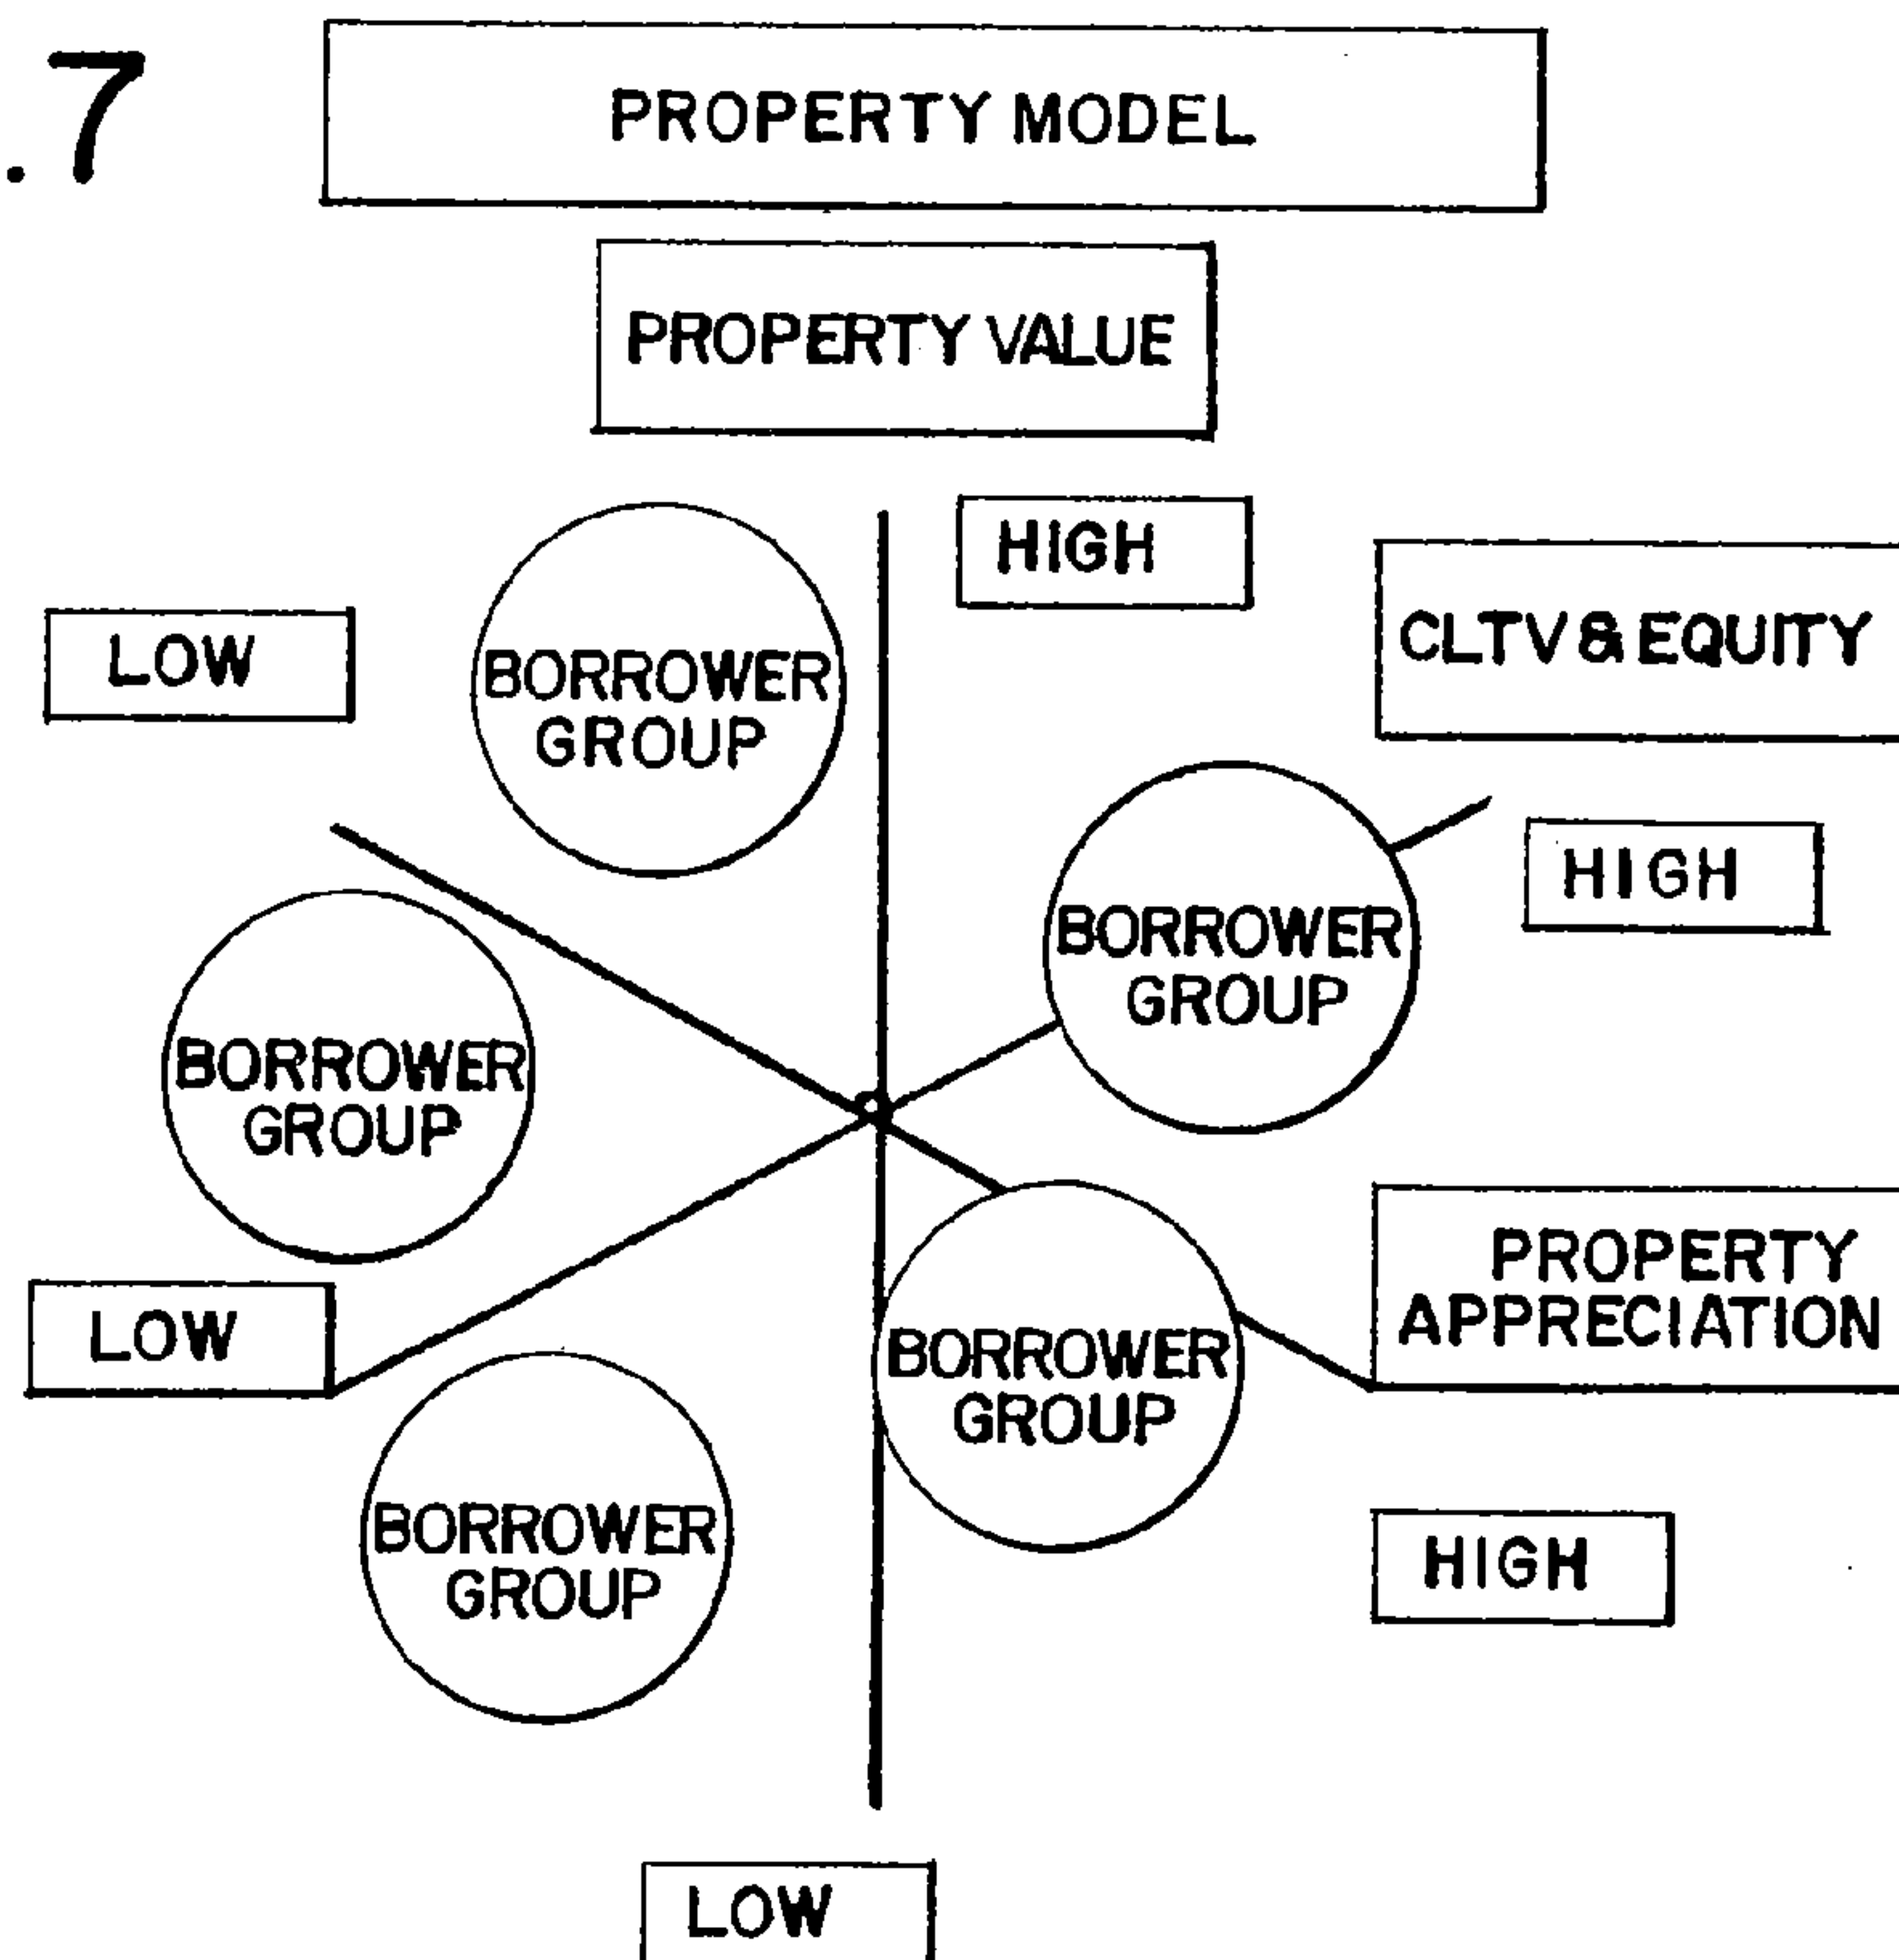 .7
PROPERTY MODEL
PROPERTY VALUE
HIGH
CLTV & EQUITY
LOW
BORROWER
GROUP
HIGH
BORROWER
GROUP
BORROWER
GROUP
PROPERTY
APPRECIATION
LOW
BORROWER
GROUP
BORROWER
GROUP
HIGH
LOW